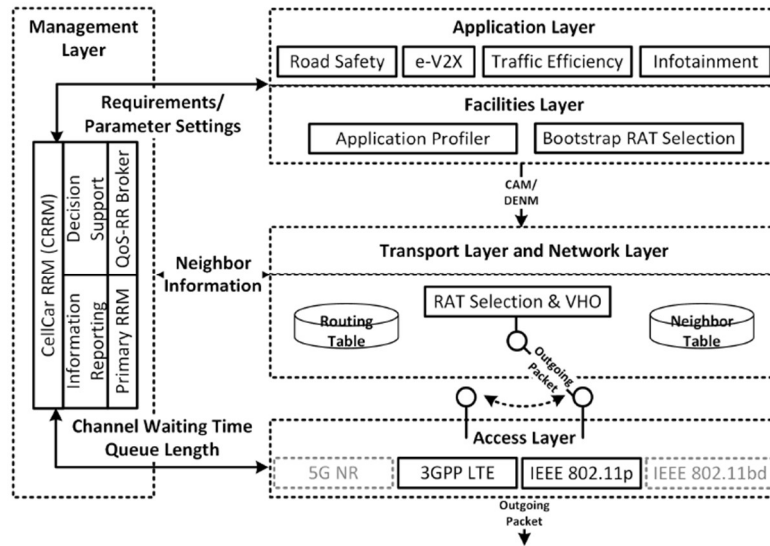 Management
Layer
Application Layer
Road Safety
e-V2X
Traffic Efficiency
Infotainment
Requirements/
Parameter Settings
Facilities Layer
Application Profiler
Bootstrap RAT Selection
CAM/
DENM
CellCar RRM (CRRM)
Decision
Support
QoS-RR Broker
Information
Reporting
Primary RRM
Neighbor
Information
Transport Layer and Network Layer
RAT Selection & VHO
Routing
Table
Neighbor
Table
Outgoing
Packet
Channel Waiting Time
Queue Length
Access Layer
5G NR
3GPP LTE
IEEE 802.11p
IEEE 802.11bd
Outgoing
Packet